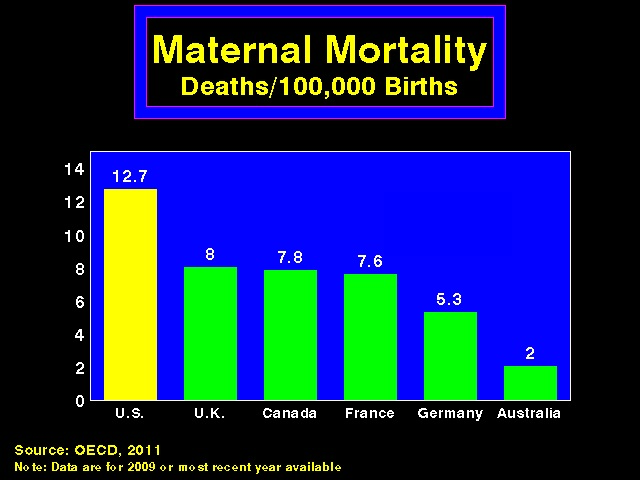 Maternal Mortality
Deaths/100,000 Births
14
12
10
8
6
4
2
0
12.7
8
7.8
7.6
5.3
2
U.S.
U.K.
Canada
France
Germany
Australia
Source: OECD, 2011
Note: Data are for 2009 or most recent year available